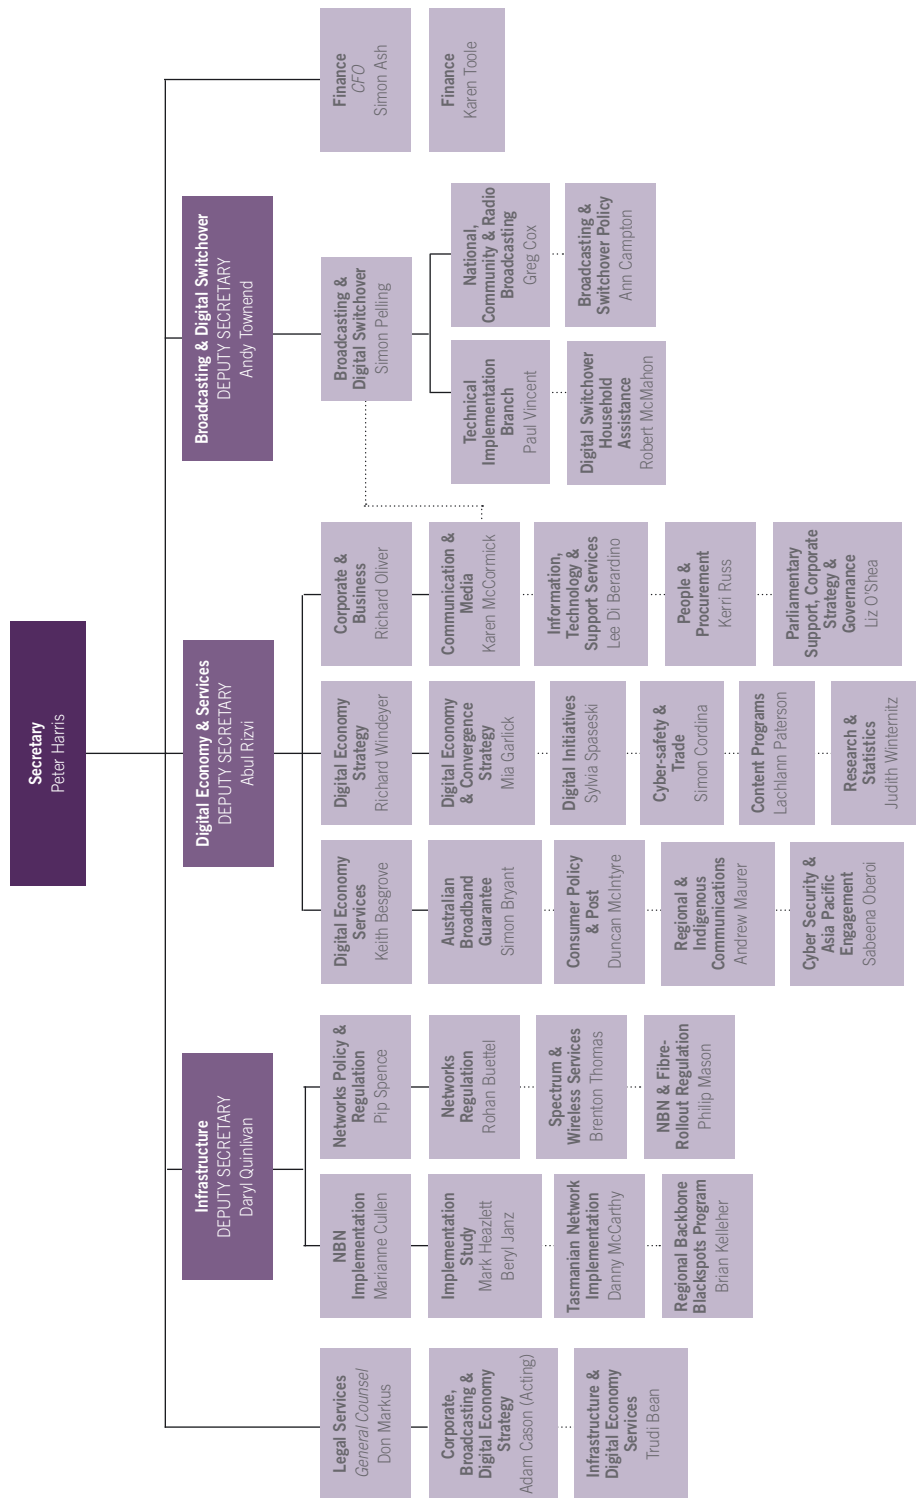 Secretary
Peter Harris
Infrastructure
DEPUTY SECRETARY
Daryl Quinlivan
Digital Economy & Services
DEPUTY SECRETARY
Abul Rizvi
Broadcasting & Digital Switchover
DEPUTY SECRETARY
Andy Townend
Legal Services
General Counsel
Don Markus
Corporate,
Broadcasting &
Digital Economy
Strategy
Adam Cason (Acting)
Infrastructure &
Digital Economy
Services
Trudi Bean
NBN
Implementation
Marianne Cullen
Implementation
Study
Mark Heazlett
Beryl Janz
Tasmanian Network
Implementation
Danny McCarthy
Regional Backbone
Blackspots Program
Brian Kelleher
Networks Policy &
Regulation
Pip Spence
Networks
Regulation
Rohan Buettel
Spectrum &
Wireless Services
Brenton Thomas
NBN & Fibre-
Rollout Regulation
Philip Mason
Digital Economy
Services
Keith Besgrove
Australian
Broadband
Guarantee
Simon Bryant
Consumer Policy
& Post
Duncan McIntyre
Regional &
Indigenous
Communications
Andrew Maurer
Cyber Security &
Asia Pacific
Engagement
Sabeena Oberoi
Digital Economy
Strategy
Richard Windeyer
Digital Economy
& Convergence
Strategy
Mia Garlick
Digital Initiatives
Sylvia Spaseski
Cyber-safety &
Trade
Simon Cordina
Content Programs
Lachlann Paterson
Research &
Statistics
Judith Winternitz
Corporate &
Business
Richard Oliver
Communication &
Media
Karen McCormick
Information,
Technology &
Support Services
Lee Di Berardino
People &
Procurement
Kerri Russ
Parliamentary
Support, Corporate
Strategy &
Governance
Liz O'Shea
Broadcasting &
Digital Switchover
Simon Pelling
Technical
Implementation
Branch
Paul Vincent
Digital Switchover
Household
Assistance
Robert McMahon
National,
Community & Radio
Broadcasting
Greg Cox
Broadcasting &
Switchover Policy
Ann Campton
Finance
CFO
Simon Ash
Finance
Karen Toole